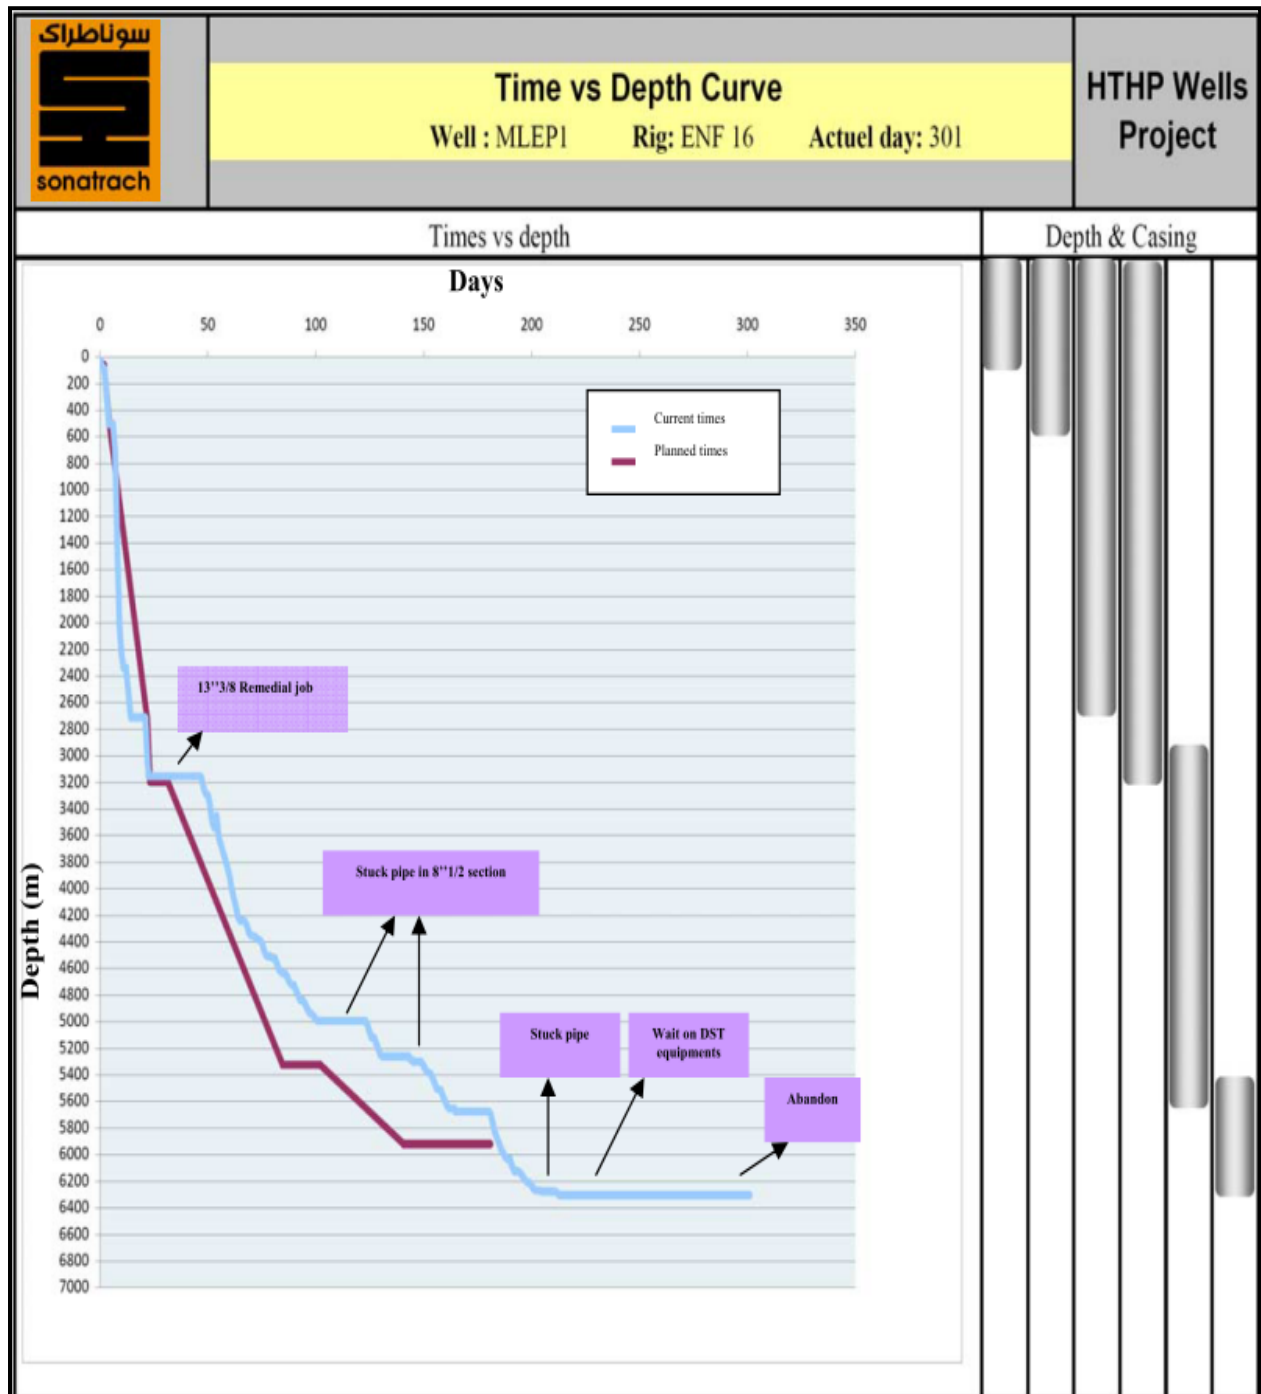 سوناطراك
sonatrach
Time vs Depth Curve
Well : MLEP1 Rig: ENF 16 Actuel day: 301
HTHP Wells
Project
Times vs depth
Depth & Casing
Days
0 50 100 150 200 250 300 350
0
200
400
600
800
1000
1200
1400
1600
1800
2000
2200
2400
2600
2800
3000
3200
3400
3600
3800
4000
4200
4400
4600
4800
5000
5200
5400
5600
5800
6000
6200
6400
6600
6800
7000
Depth (m)
Current times
Planned times
13''3/8 Remedial job
Stuck pipe in 8''1/2 section
Stuck pipe
Wait on DST
equipments
Abandon